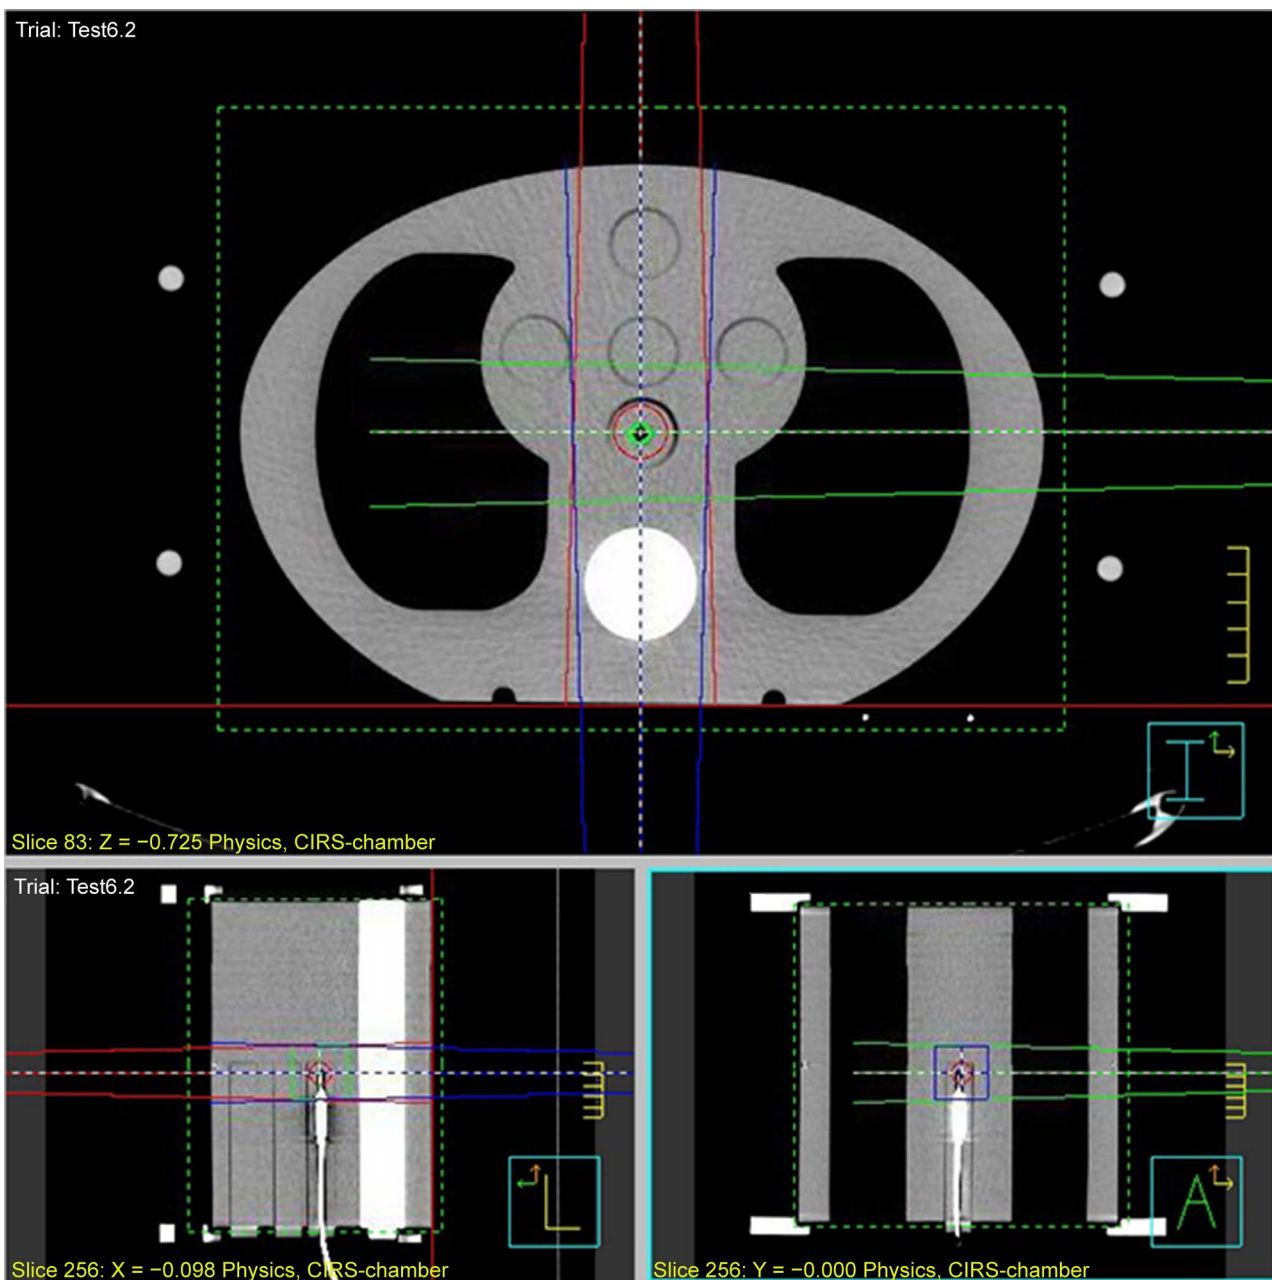 Trial: Test6.2
I
Slice 83: Z = −0.725 Physics, CIRS-chamber
Trial: Test6.2
L
Slice 256: X = −0.098 Physics, CIRS-chamber
A
Slice 256: Y = −0.000 Physics, CIRS-chamber